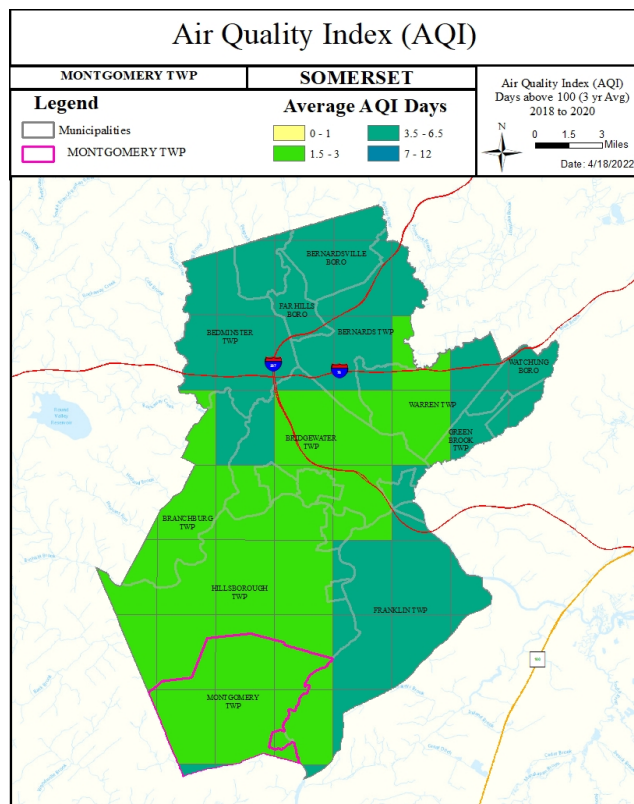 Air Quality Index (AQI)
MONTGOMERY TWP
SOMERSET
Legend
Municipalities
MONTGOMERY TWP
Average AQI Days
0 - 1
3.5 - 6.5
1.5 - 3
7 - 12
Air Quality Index (AQI)
Days above 100 (3 yr Avg)
2018 to 2020
N
0 1.5 3
Miles
Date: 4/18/2022
BERNARDSVILLE
BORO
FAR HILLS
BORO
BEDMINSTER
TWP
BERNARDS TWP
WATCHUNG
BORO
WARREN TWP
GREEN
BROOK
TWP
BRIDGEWATER
TWP
BRANCHBURG
TWP
HILLSBOROUGH
TWP
FRANKLIN TWP
MONTGOMERY
TWP